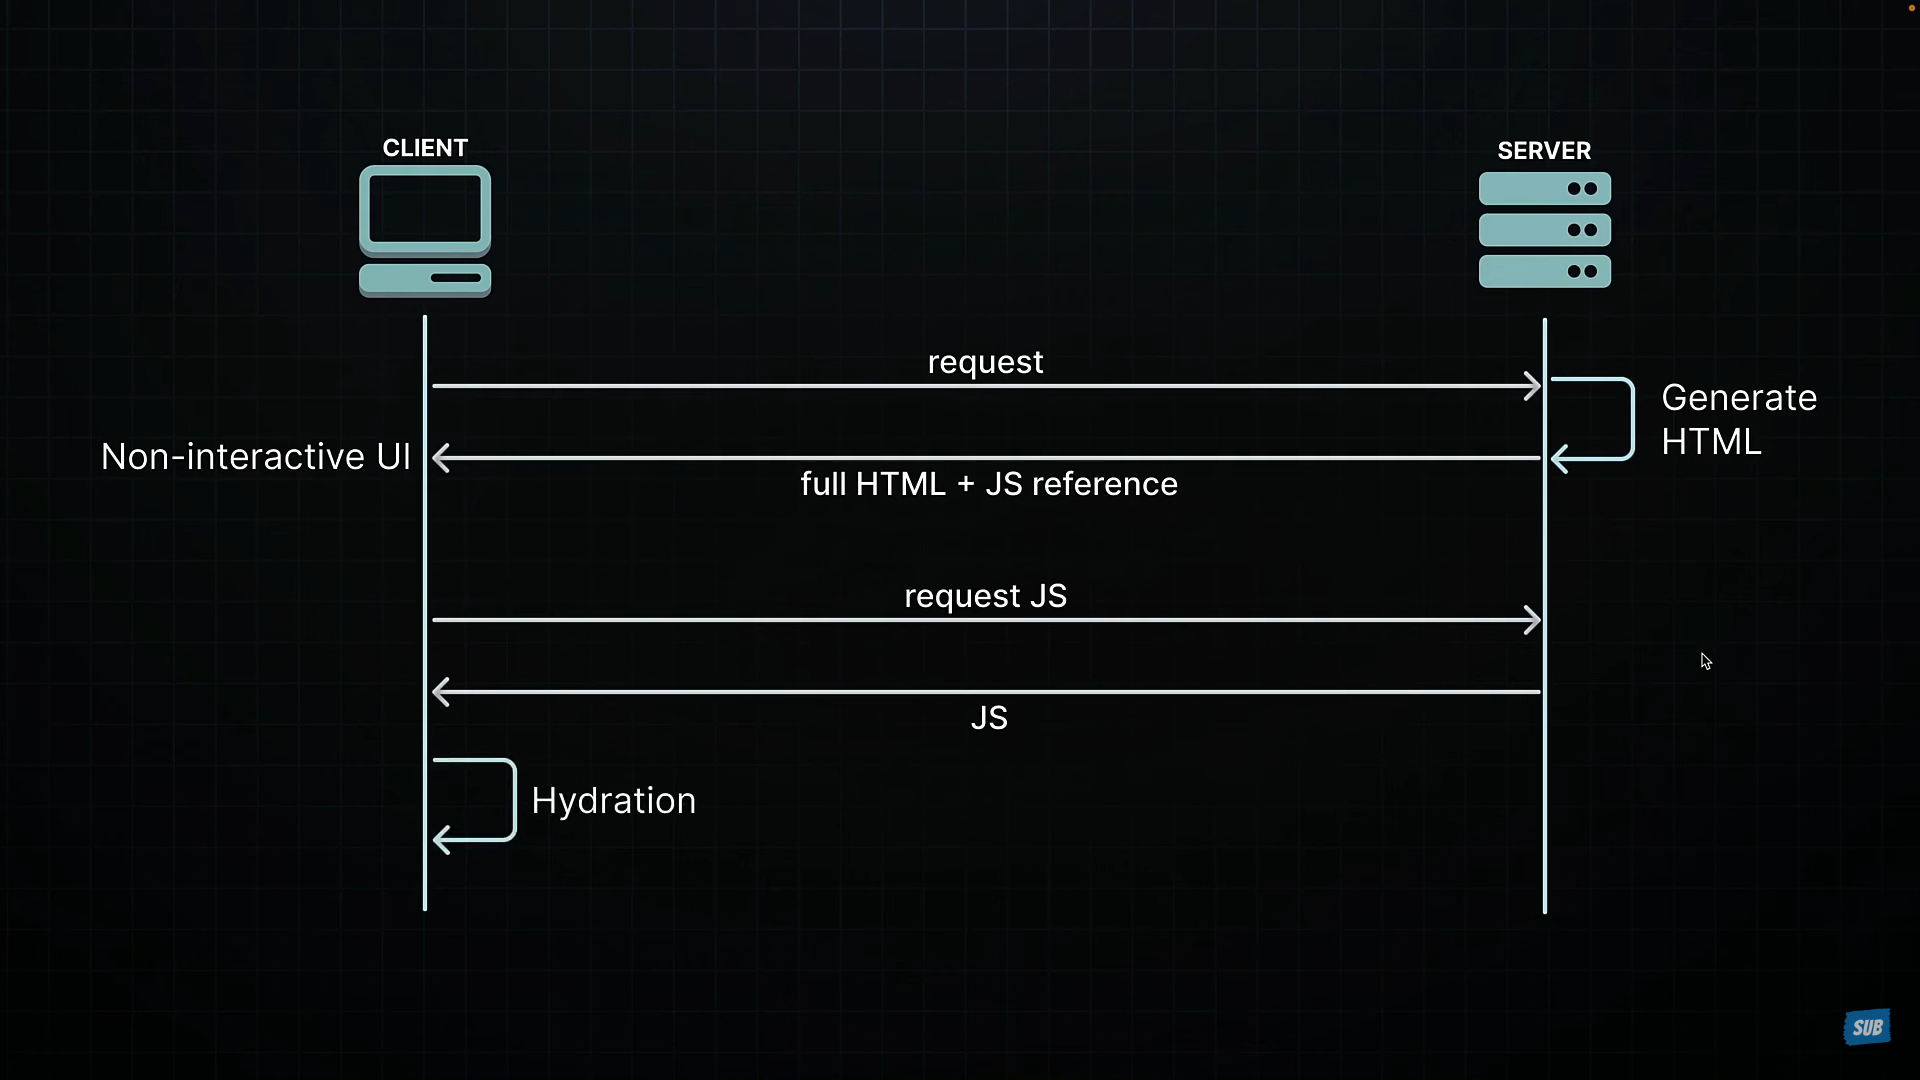 CLIENT
SERVER
request
Generate
HTML
Non-interactive UI
full HTML + JS reference
request JS
JS
Hydration
SUB